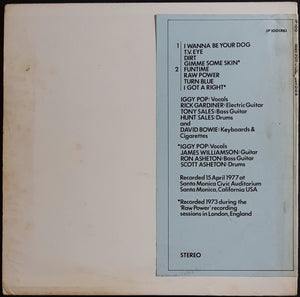 1 I WANNA BE YOUR DOG
T.V. EYE
DIRT
GIMME SOME SKIN*
2 FUNTIME
RAW POWER
TURN BLUE
I GOT A RIGHT*
IGGY POP: Vocals
RICK GARDINER: Electric Guitar
TONY SALES: Bass Guitar
HUNT SALES: Drums
and
DAVID BOWIE: Keyboards &
Cigarettes
*IGGY POP: Vocals
JAMES WILLIAMSON: Guitar
RON ASHETON: Bass Guitar
SCOTT ASHETON: Drums
Recorded 15 April 1977 at
Santa Monica Civic Auditorium
Santa Monica, California USA
*Recorded 1973 during the
'Raw Power' recording
sessions in London, England
STEREO